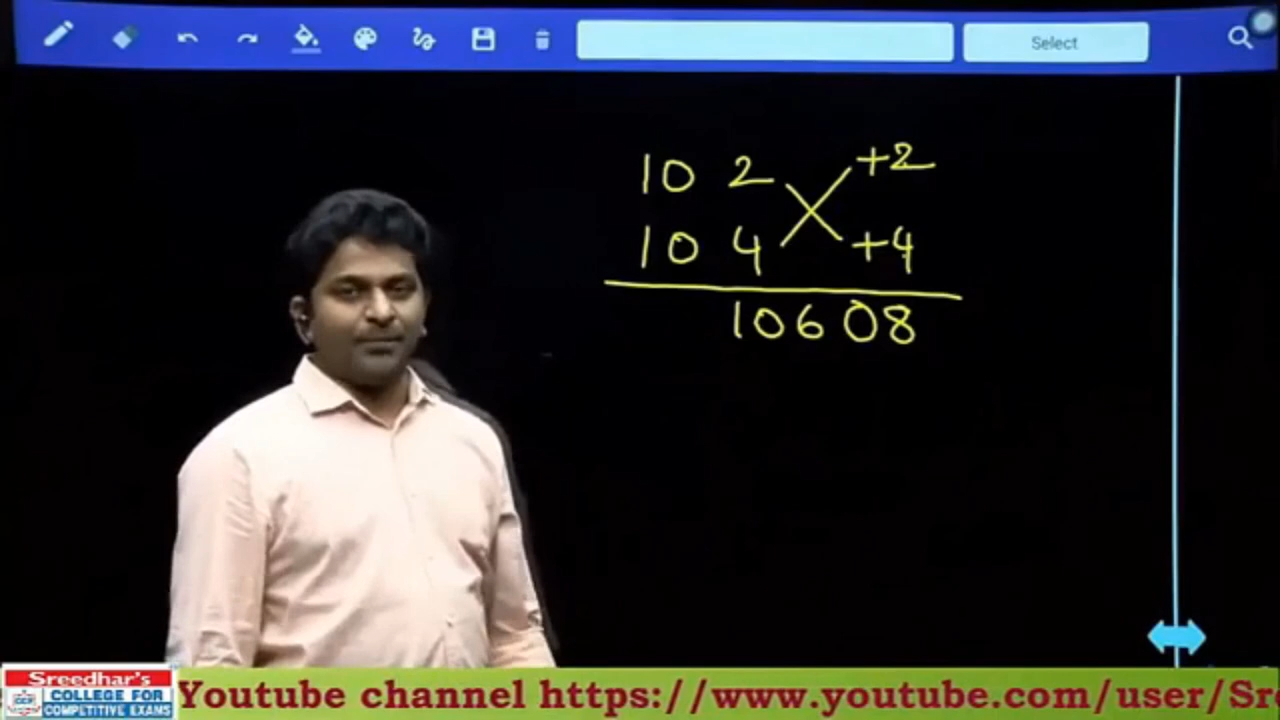 Select
10 2 +2
10 4 +4
10608
Sreedhar's
COLLEGE FOR
COMPETITIVE EXAMS
Youtube channel https://www.youtube.com/user/Sre